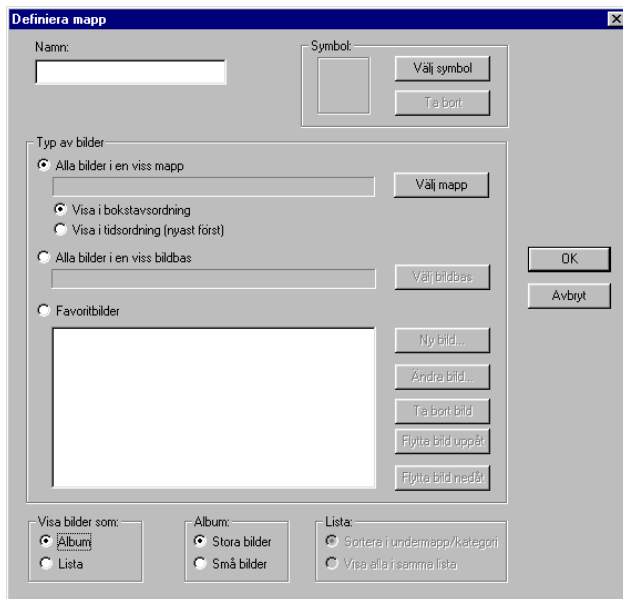 Definiera mapp
Namn:
Symbol:
Välj symbol
Ta bort
Typ av bilder
Alla bilder i en viss mapp
Välj mapp
Visa i bokstavsordning
Visa i tidsordning (nyast först)
Alla bilder i en viss bildbas
Välj bildbas
OK
Avbryt
Favoritbilder
Ny bild...
Ändra bild...
Ta bort bild
Flytta bild uppåt
Flytta bild nedåt
Visa bilder som:
Album
Lista
Album:
Stora bilder
Små bilder
Lista:
Sortera i undermapp/kategori
Visa alla i samma lista